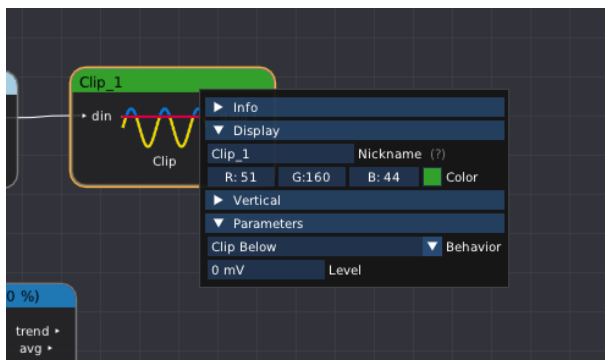 Clip_1
din
Clip
Info
Display
Clip_1 Nickname (?)
R: 51 G:160 B: 44 Color
Vertical
Parameters
Clip Below Behavior
0 mV Level
0 %)
trend
avg